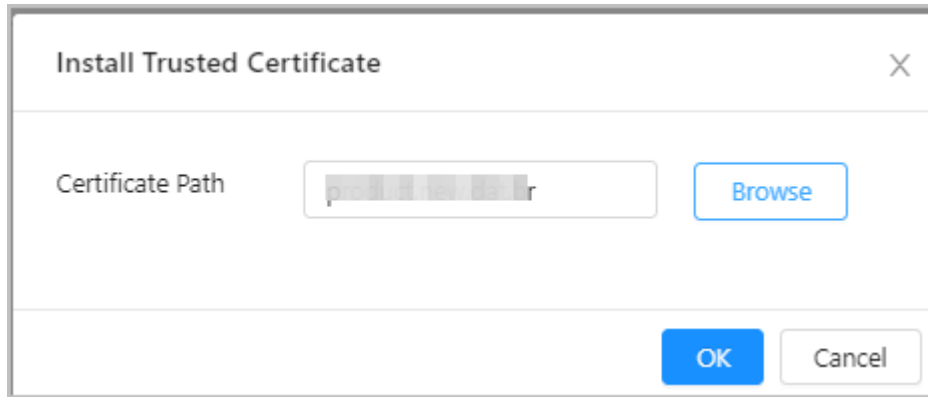 Install Trusted Certificate
X
Certificate Path
Browse
OK
Cancel